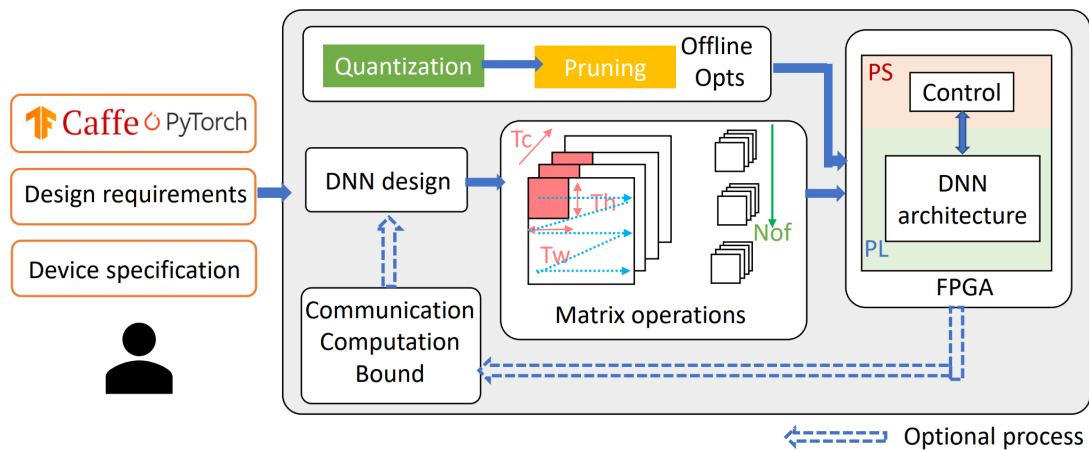 Caffe PyTorch
Design requirements
Device specification
Quantization
Pruning
Offline
Opts
DNN design
Communication
Computation
Bound
Tc
Th
Tw
Nof
Matrix operations
PS
Control
DNN
architecture
PL
FPGA
Optional process